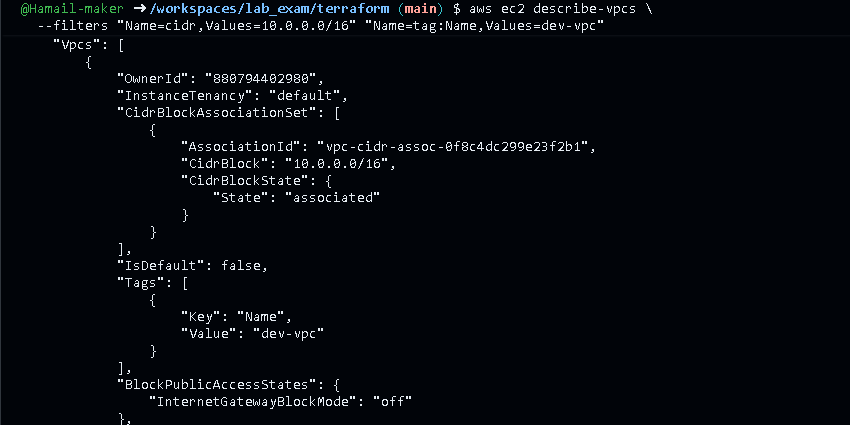 @Hamail-maker ➜/workspaces/lab_exam/terraform (main) $ aws ec2 describe-vpcs \
--filters "Name=cidr,Values=10.0.0.0/16" "Name=tag:Name,Values=dev-vpc"
"Vpcs": [
{
"OwnerId": "880794402980",
"InstanceTenancy": "default",
"CidrBlockAssociationSet": [
{
"AssociationId": "vpc-cidr-assoc-0f8c4dc299e23f2b1",
"CidrBlock": "10.0.0.0/16",
"CidrBlockState": {
"State": "associated"
}
}
],
"IsDefault": false,
"Tags": [
{
"Key": "Name",
"Value": "dev-vpc"
}
],
"BlockPublicAccessStates": {
"InternetGatewayBlockMode": "off"
},